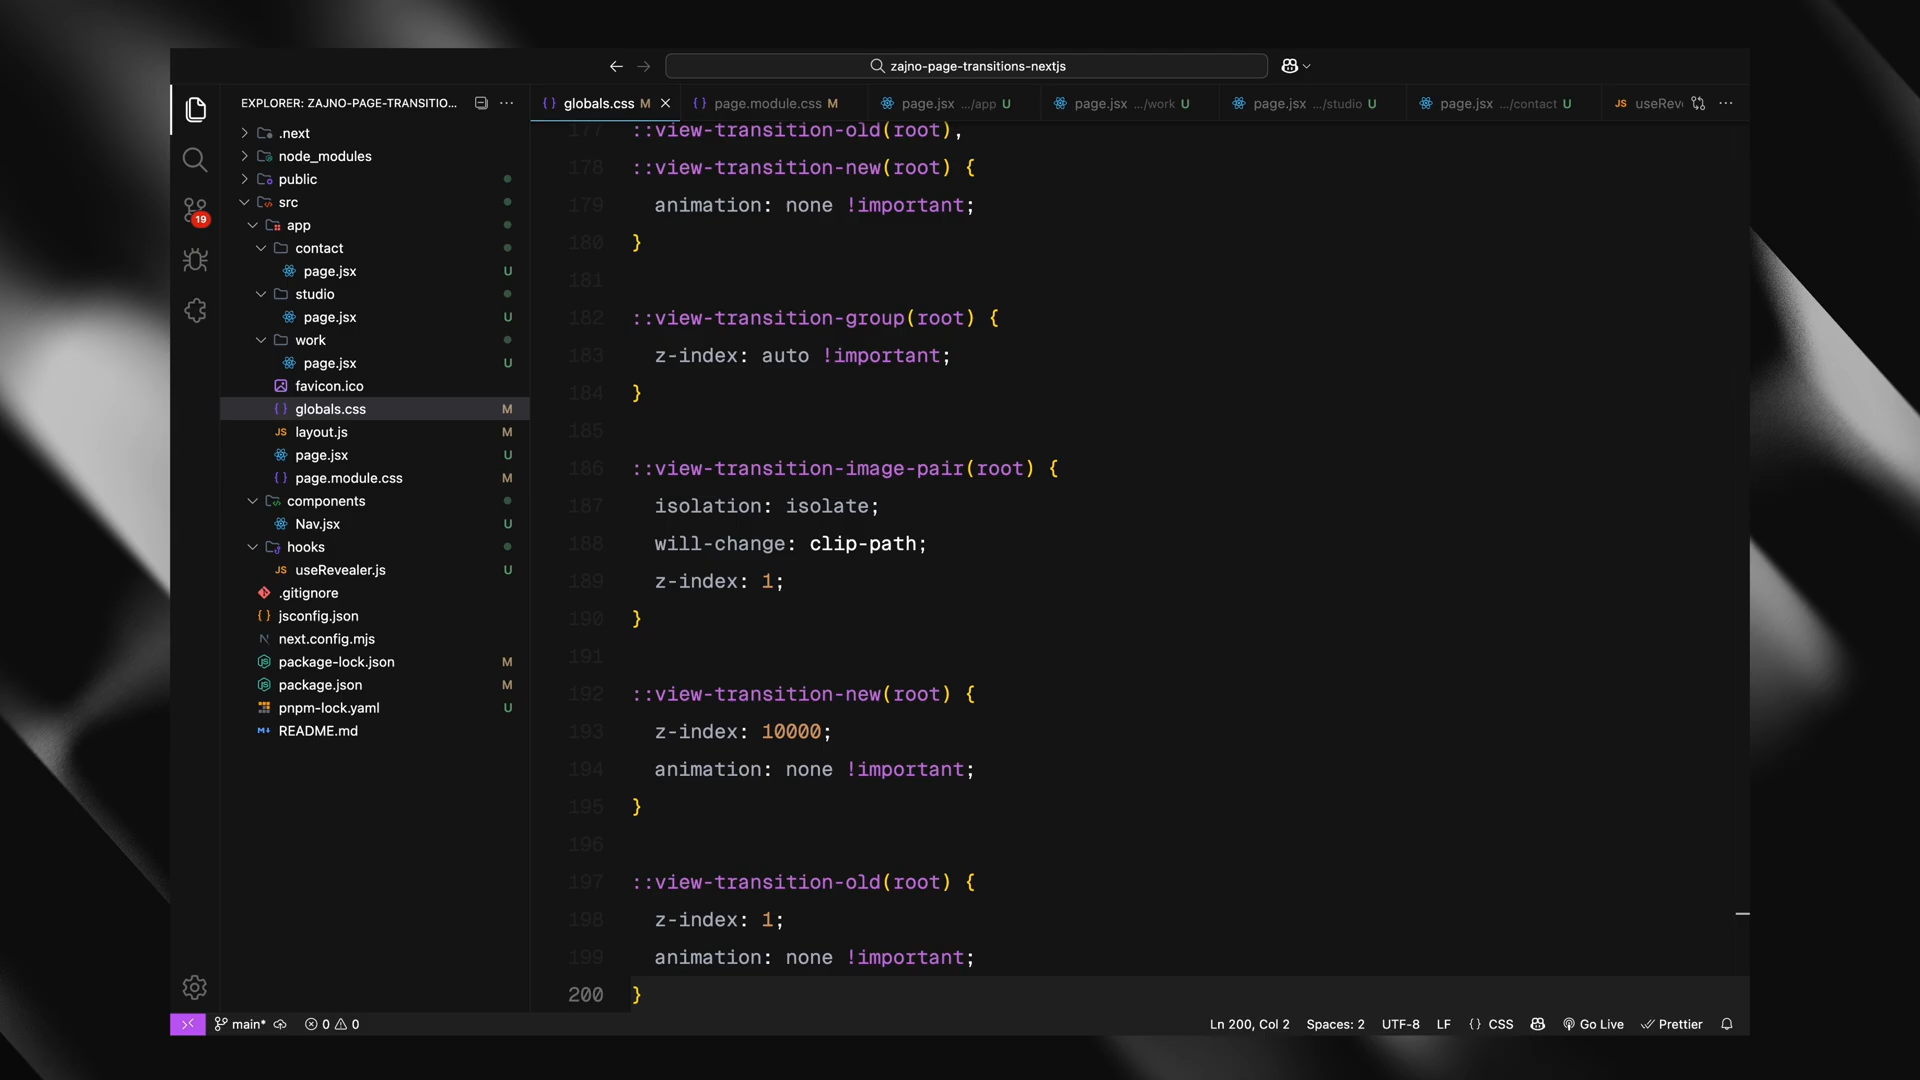 zajno-page-transitions-nextjs
EXPLORER: ZAJNO-PAGE-TRANSITIO...
{ } globals.css M
{ } page.module.css M
page.jsx .../app U
page.jsx .../work U
page.jsx .../studio U
page.jsx .../contact U
JS useRev
.next
node_modules
public
src
app
contact
page.jsx U
studio
page.jsx U
work
page.jsx U
favicon.ico
{ } globals.css M
JS layout.js M
page.jsx U
{ } page.module.css M
components
Nav.jsx U
hooks
JS useRevealer.js U
.gitignore
{ } jsconfig.json
N next.config.mjs
package-lock.json M
package.json M
pnpm-lock.yaml U
M↓ README.md
19
177 ::view-transition-old(root),
178 ::view-transition-new(root) {
179 animation: none !important;
180 }
181
182 ::view-transition-group(root) {
183 z-index: auto !important;
184 }
185
186 ::view-transition-image-pair(root) {
187 isolation: isolate;
188 will-change: clip-path;
189 z-index: 1;
190 }
191
192 ::view-transition-new(root) {
193 z-index: 10000;
194 animation: none !important;
195 }
196
197 ::view-transition-old(root) {
198 z-index: 1;
199 animation: none !important;
200 }
main* 0 0 Ln 200, Col 2 Spaces: 2 UTF-8 LF { } CSS Go Live Prettier